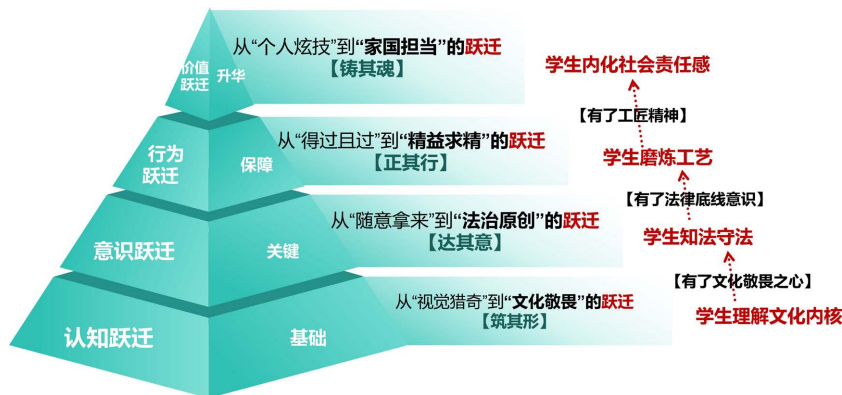 价值
跃迁
升华
从“个人炫技”到“家国担当”的跃迁
【铸其魂】
学生内化社会责任感
【有了工匠精神】
行为
跃迁
保障
从“得过且过”到“精益求精”的跃迁
【正其行】
学生磨炼工艺
【有了法律底线意识】
意识跃迁
关键
从“随意拿来”到“法治原创”的跃迁
【达其意】
学生知法守法
【有了文化敬畏之心】
认知跃迁
基础
从“视觉猎奇”到“文化敬畏”的跃迁
【筑其形】
学生理解文化内核